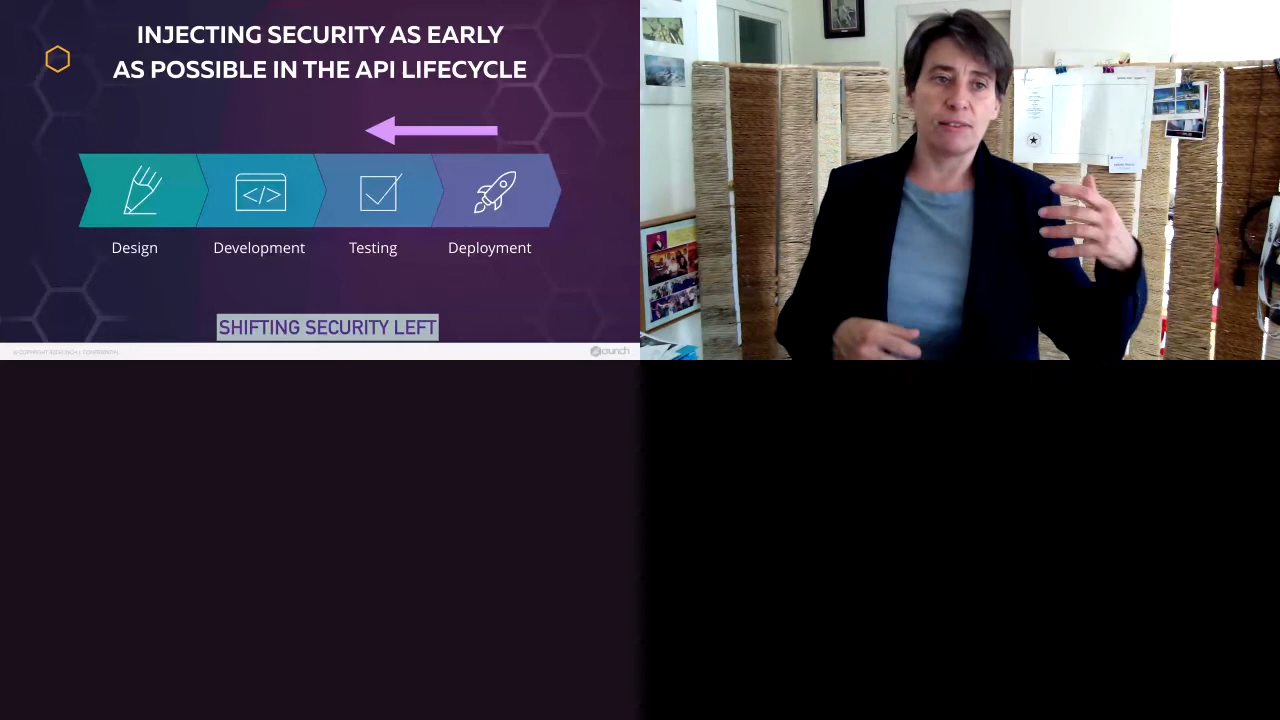 INJECTING SECURITY AS EARLY
AS POSSIBLE IN THE API LIFECYCLE
</>
Design
Development
Testing
Deployment
SHIFTING SECURITY LEFT